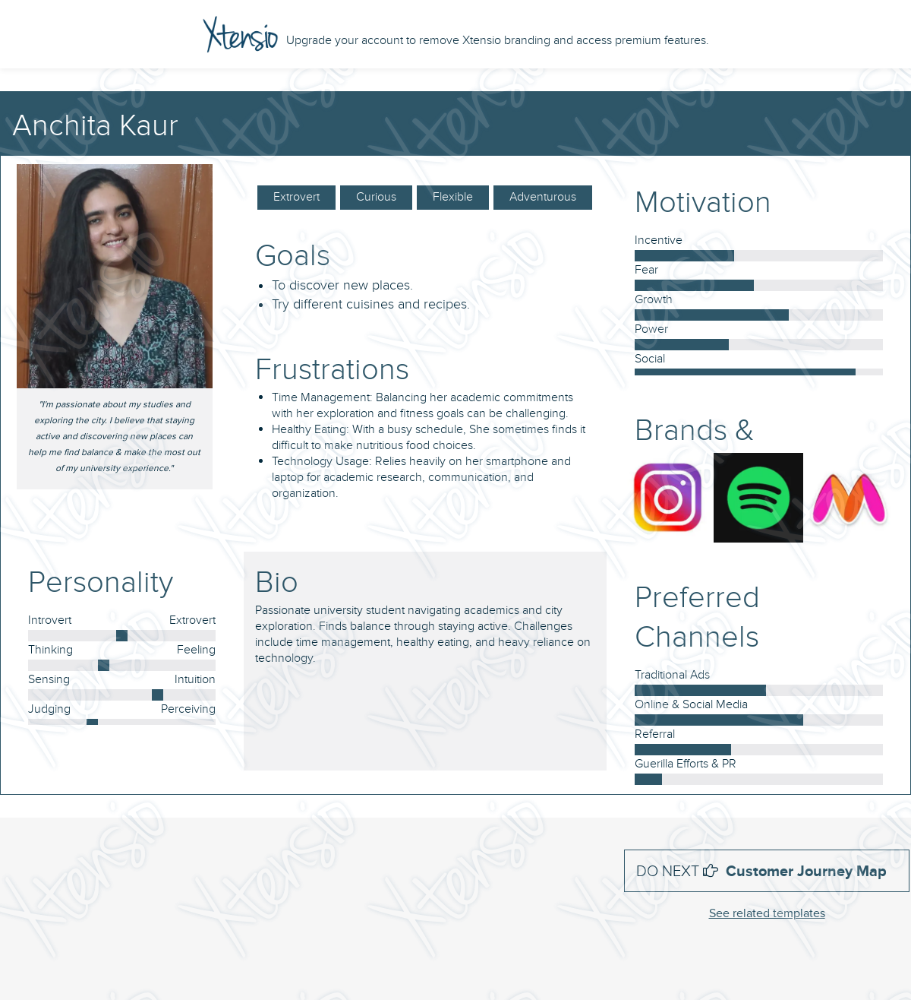 Xtensio Upgrade your account to remove Xtensio branding and access premium features.
Anchita Kaur
"I'm passionate about my studies and
exploring the city. I believe that staying
active and discovering new places can
help me find balance & make the most out
of my university experience."
Extrovert Curious Flexible Adventurous
Goals
To discover new places.
Try different cuisines and recipes.
Frustrations
Time Management: Balancing her academic commitments
with her exploration and fitness goals can be challenging.
Healthy Eating: With a busy schedule, She sometimes finds it
difficult to make nutritious food choices.
Technology Usage: Relies heavily on her smartphone and
laptop for academic research, communication, and
organization.
Motivation
Incentive
Fear
Growth
Power
Social
Brands &
Personality
Introvert Extrovert
Thinking Feeling
Sensing Intuition
Judging Perceiving
Bio
Passionate university student navigating academics and city
exploration. Finds balance through staying active. Challenges
include time management, healthy eating, and heavy reliance on
technology.
Preferred
Channels
Traditional Ads
Online & Social Media
Referral
Guerilla Efforts & PR
DO NEXT Customer Journey Map
See related templates